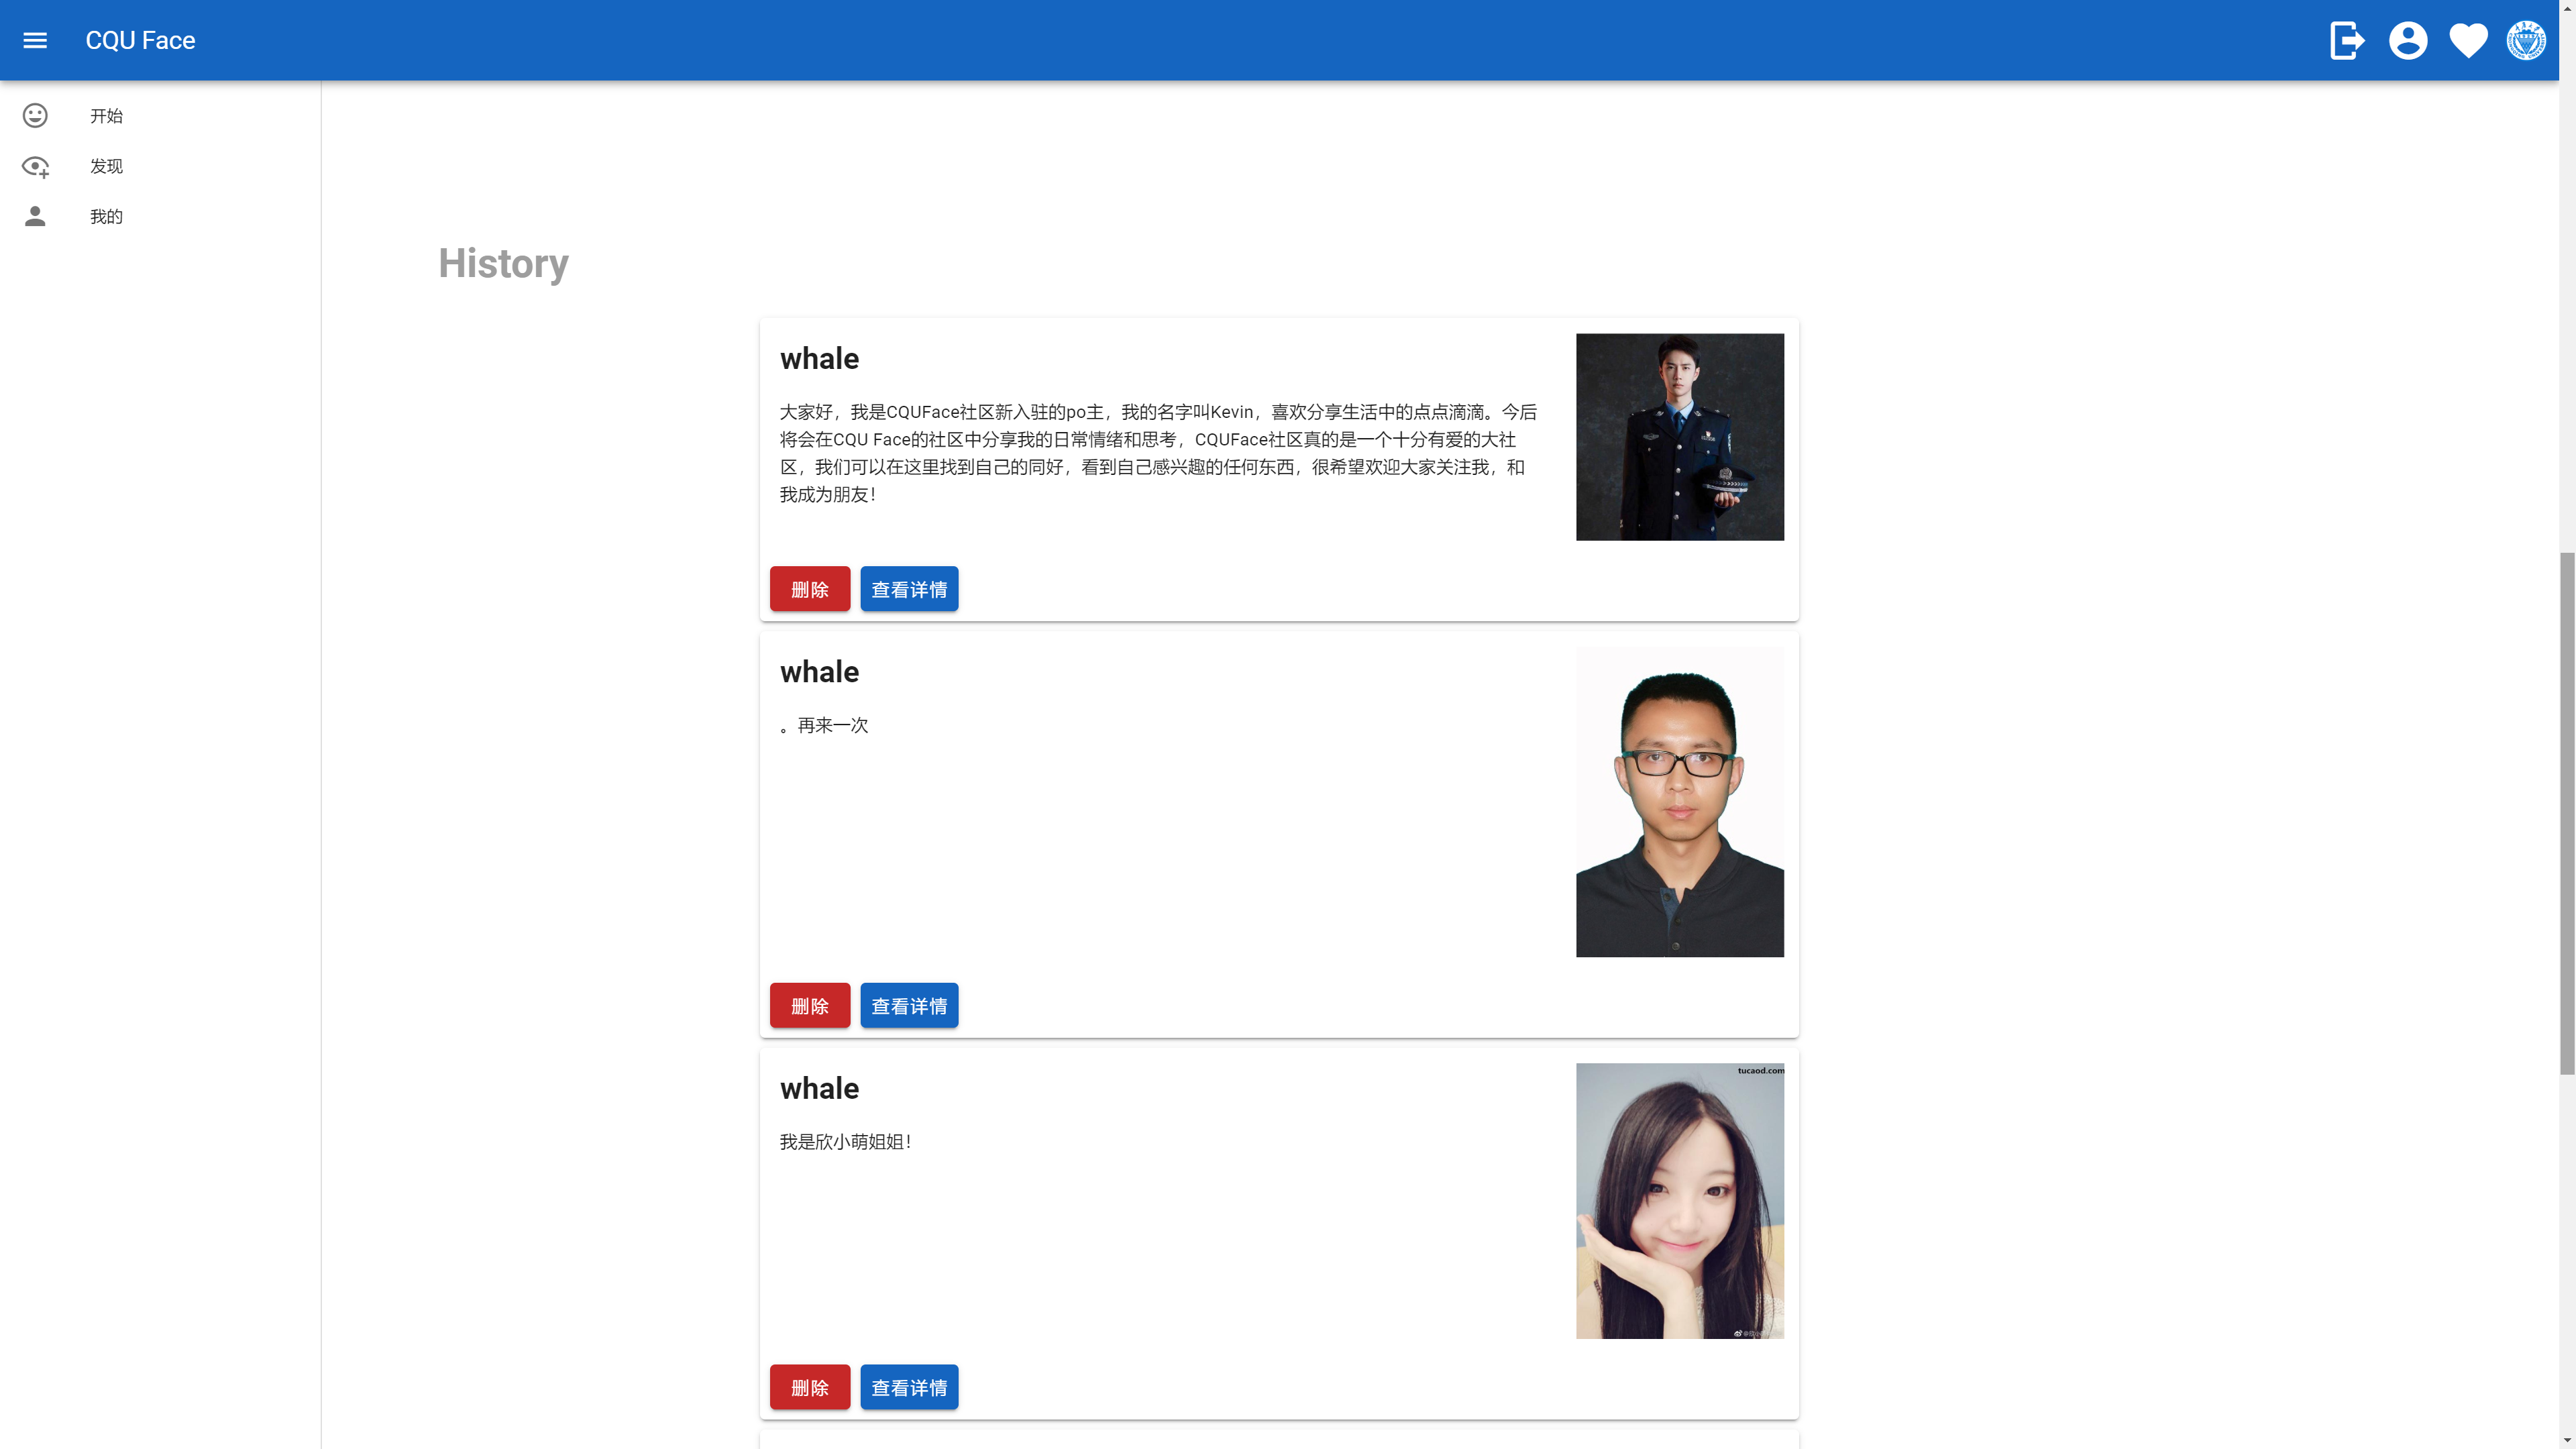 CQU Face
开始
发现
我的
History
whale
大家好，我是CQUFace社区新入驻的po主，我的名字叫Kevin，喜欢分享生活中的点点滴滴。今后
将会在CQU Face的社区中分享我的日常情绪和思考，CQUFace社区真的是一个十分有爱的大社
区，我们可以在这里找到自己的同好，看到自己感兴趣的任何东西，很希望欢迎大家关注我，和
我成为朋友！
删除 查看详情
whale
。再来一次
删除 查看详情
whale
tucaod.com
我是欣小萌姐姐！
删除 查看详情